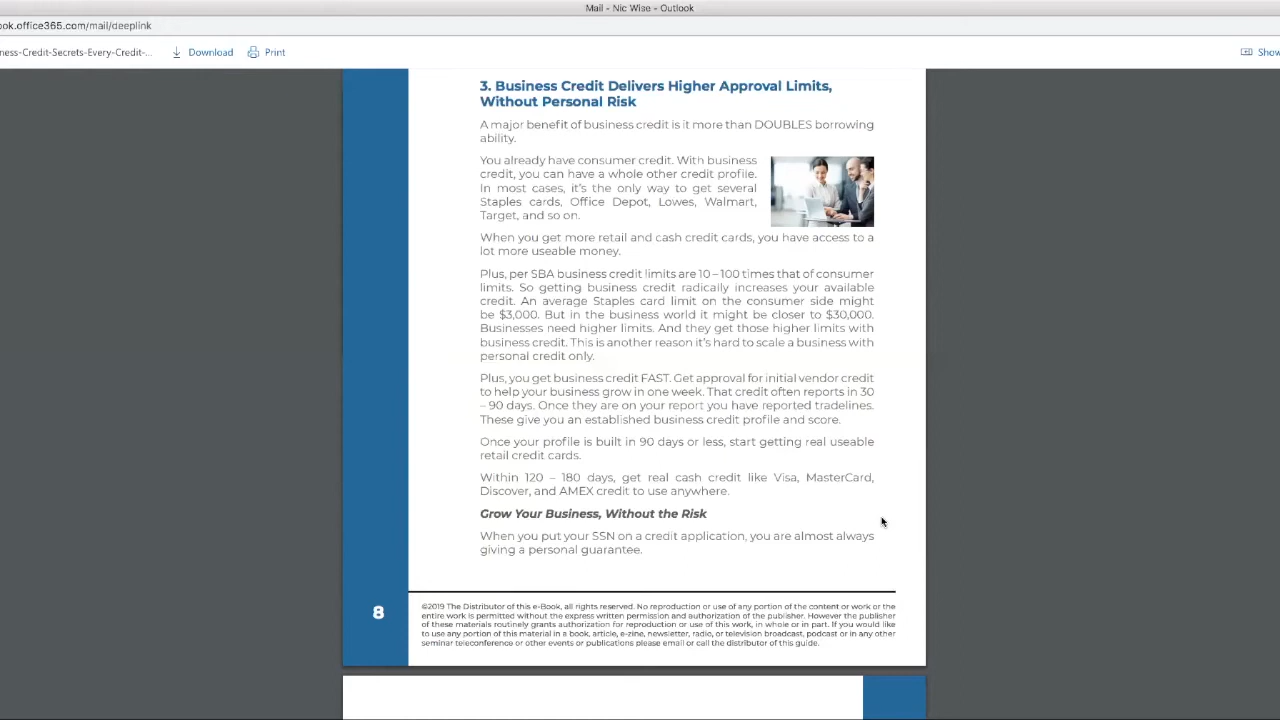 Mail - Nic Wise - Outlook
ook.office365.com/mail/deeplink
ness-Credit-Secrets-Every-Credit-...
Download
Print
Show
3. Business Credit Delivers Higher Approval Limits,
Without Personal Risk
A major benefit of business credit is it more than DOUBLES borrowing
ability.
You already have consumer credit. With business
credit, you can have a whole other credit profile.
In most cases, it's the only way to get several
Staples cards, Office Depot, Lowes, Walmart,
Target, and so on.
When you get more retail and cash credit cards, you have access to a
lot more useable money.
Plus, per SBA business credit limits are 10 – 100 times that of consumer
limits. So getting business credit radically increases your available
credit. An average Staples card limit on the consumer side might
be $3,000. But in the business world it might be closer to $30,000.
Businesses need higher limits. And they get those higher limits with
business credit. This is another reason it's hard to scale a business with
personal credit only.
Plus, you get business credit FAST. Get approval for initial vendor credit
to help your business grow in one week. That credit often reports in 30
– 90 days. Once they are on your report you have reported tradelines.
These give you an established business credit profile and score.
Once your profile is built in 90 days or less, start getting real useable
retail credit cards.
Within 120 – 180 days, get real cash credit like Visa, MasterCard,
Discover, and AMEX credit to use anywhere.
Grow Your Business, Without the Risk
When you put your SSN on a credit application, you are almost always
giving a personal guarantee.
8
©2019 The Distributor of this e-Book, all rights reserved. No reproduction or use of any portion of the content or work or the
entire work is permitted without the express written permission and authorization of the publisher. However the publisher
of these materials routinely grants authorization for reproduction or use of this work, in whole or in part. If you would like
to use any portion of this material in a book, article, e-zine, newsletter, radio, or television broadcast, podcast or in any other
seminar teleconference or other events or publications please email or call the distributor of this guide.